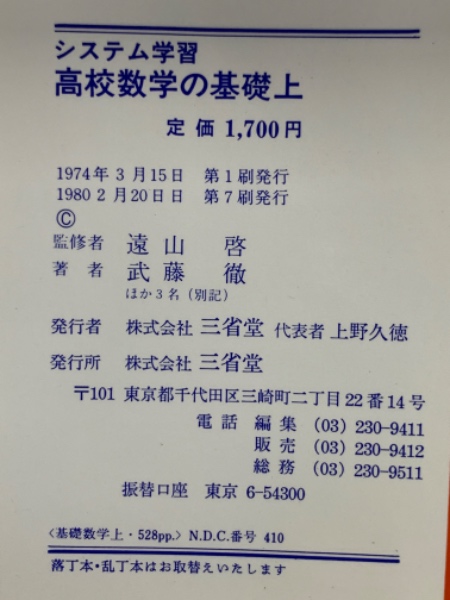 システム学習
高校数学の基礎上
定価 1,700円
1974年3月15日 第1刷発行
1980 2月20日日 第7刷発行
©
監修者 遠山 啓
著者 武藤 徹
ほか3名(別記)
発行者 株式会社 三省堂 代表者 上野久徳
発行所 株式会社 三省堂
〒101 東京都千代田区三崎町二丁目22番14号
電話 編集 (03) 230-9411
販売 (03) 230-9412
総務 (03) 230-9511
振替口座 東京 6-54300
〈基礎数学上・528pp.〉 N.D.C.番号 410
落丁本・乱丁本はお取替えいたします